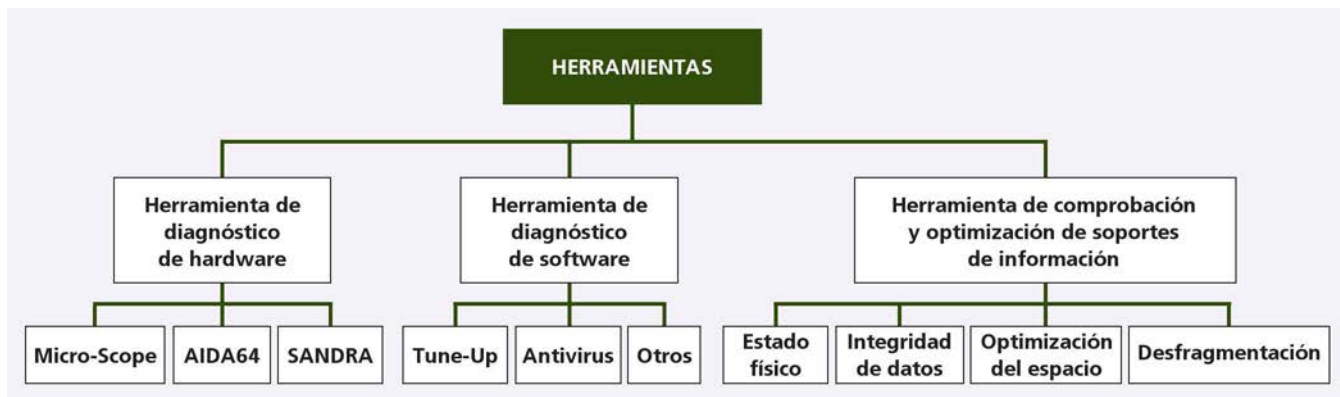 HERRAMIENTAS
Herramienta de
diagnóstico
de hardware
Herramienta de
diagnóstico
de software
Herramienta de comprobación
y optimización de soportes
de información
Micro-Scope
AIDA64
SANDRA
Tune-Up
Antivirus
Otros
Estado
físico
Integridad
de datos
Optimización
del espacio
Desfragmentación